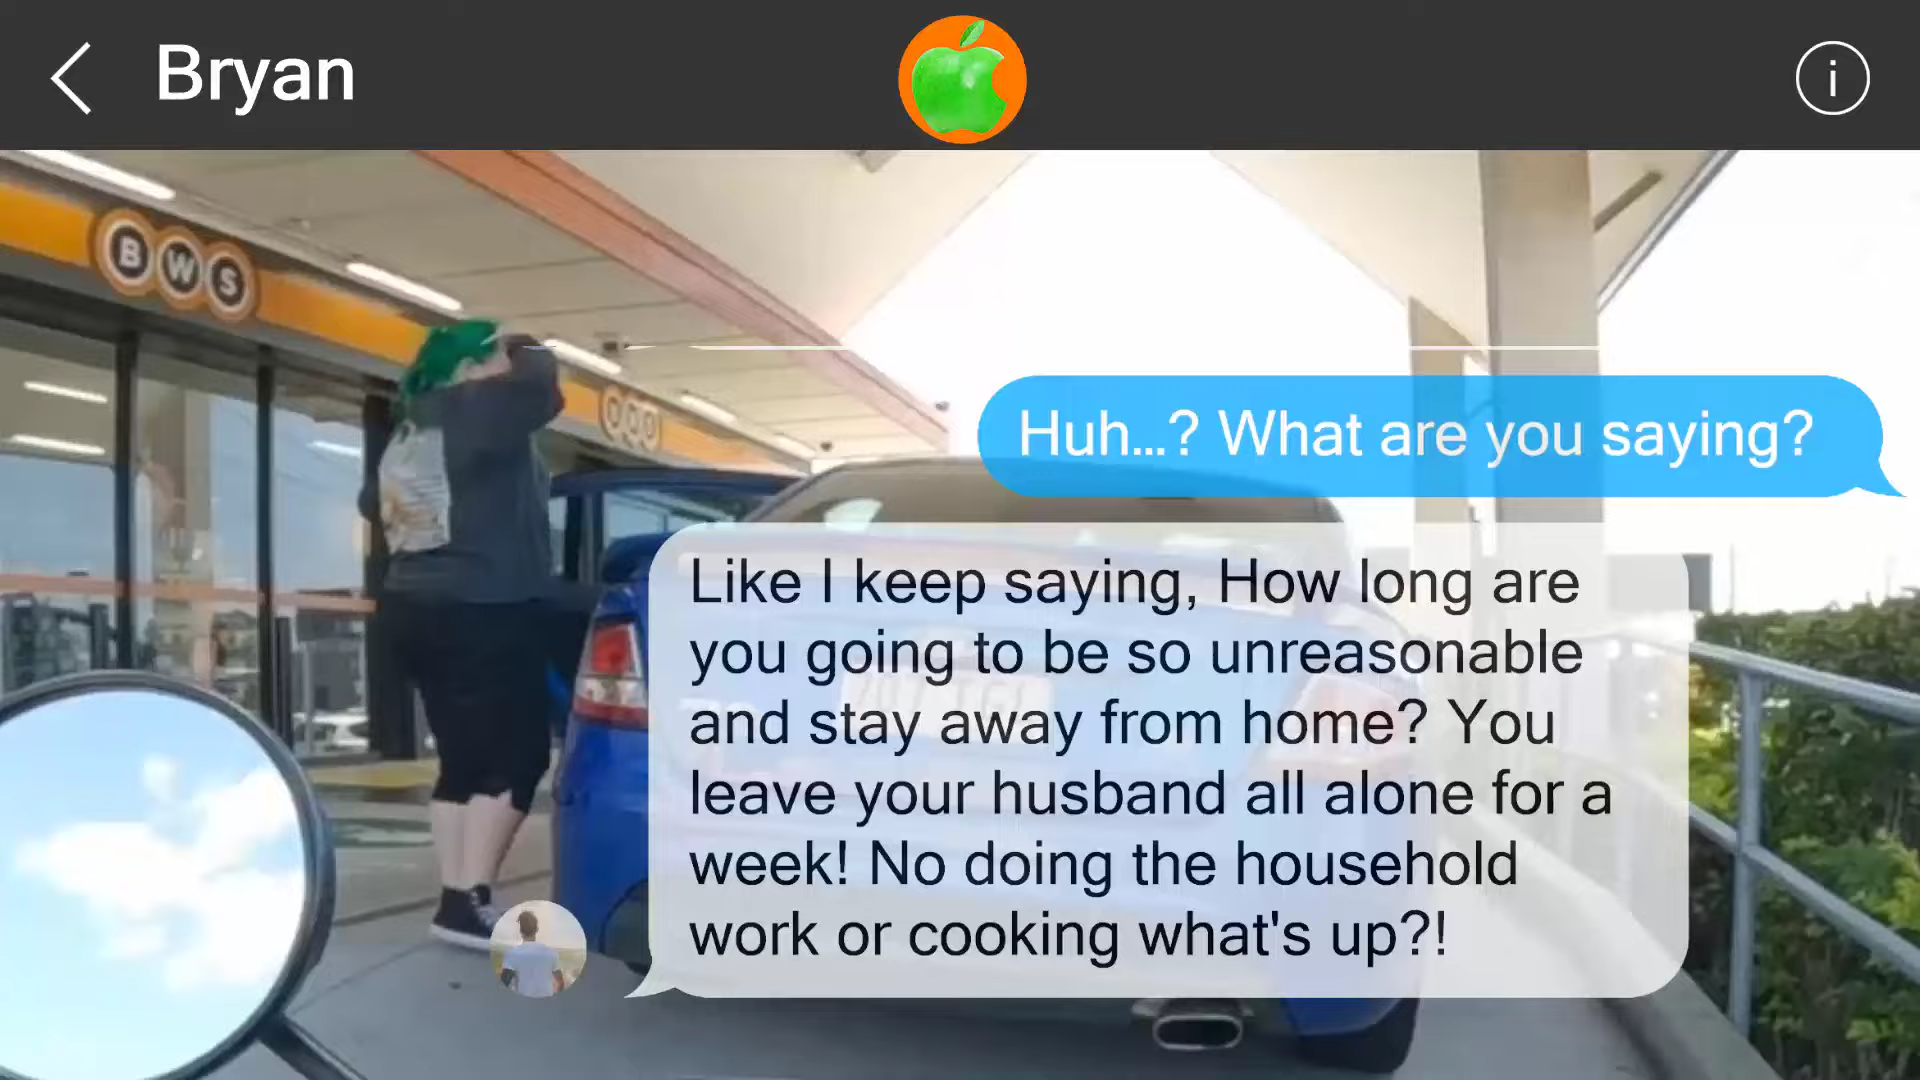 Bryan
i
BWS
Huh...? What are you saying?
Like I keep saying, How long are
you going to be so unreasonable
and stay away from home? You
leave your husband all alone for a
week! No doing the household
work or cooking what's up?!